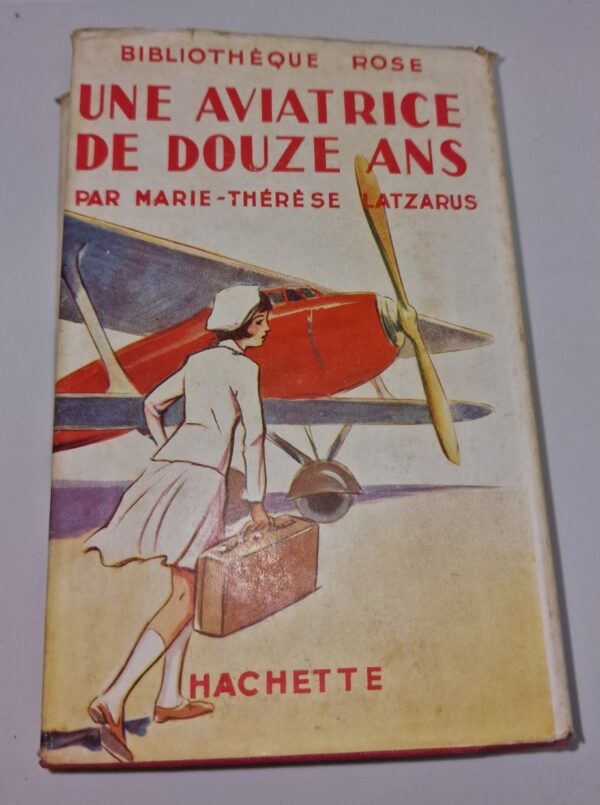 BIBLIOTHÈQUE ROSE
UNE AVIATRICE
DE DOUZE ANS
PAR MARIE-THÉRÈSE LATZARUS
HACHETTE